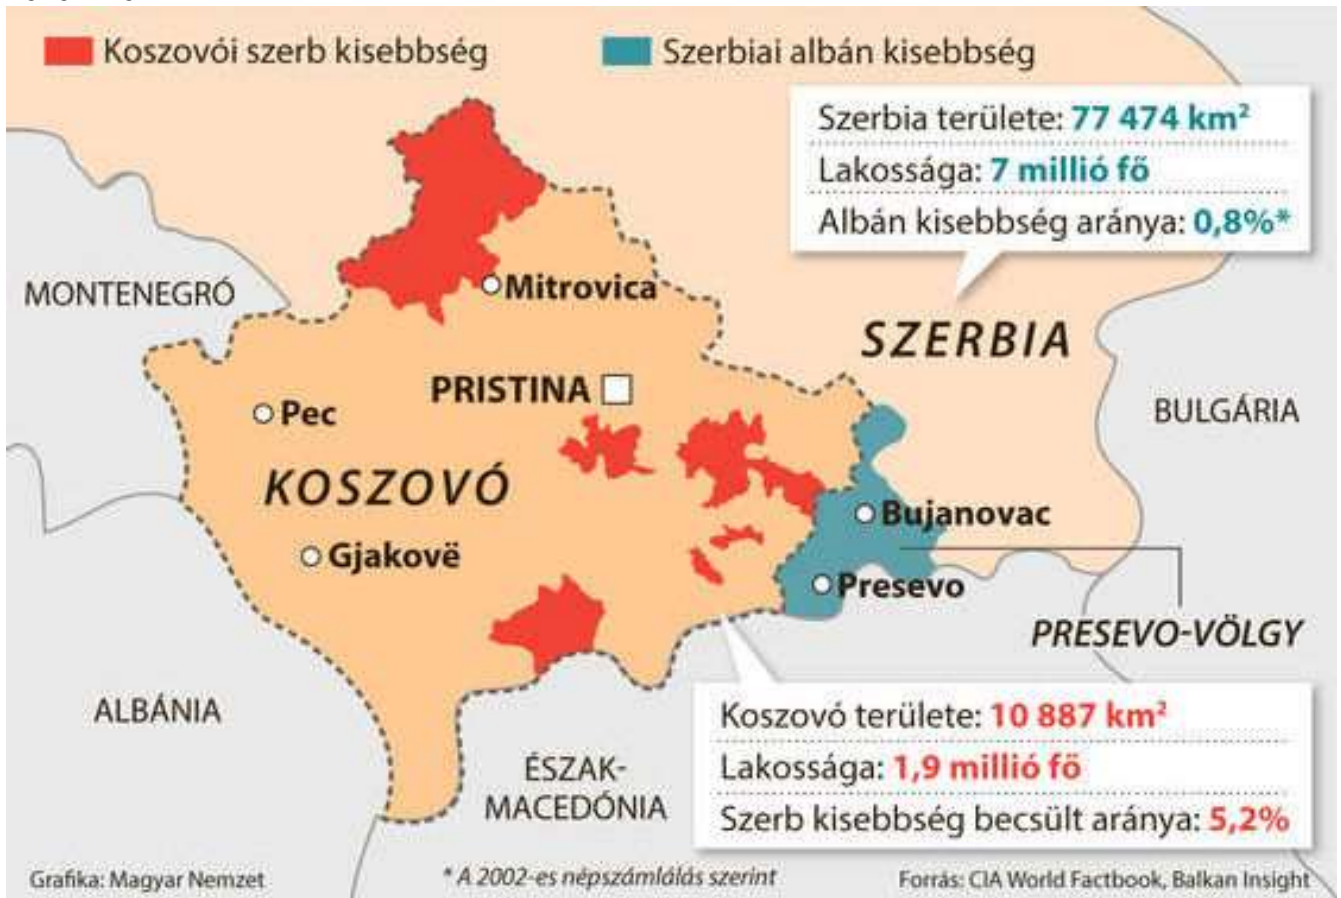 Koszovói szerb kisebbség
Szerbiai albán kisebbség
Szerbia területe: 77 474 km²
Lakossága: 7 millió fő
Albán kisebbség aránya: 0,8%*
MONTENEGRÓ
Mitrovica
SZERBIA
PRISTINA
Pec
BULGÁRIA
KOSZOVÓ
Bujanovac
Gjakovë
Presevo
PRESEVO-VÖLGY
ALBÁNIA
Koszovó területe: 10 887 km²
Lakossága: 1,9 millió fő
Szerb kisebbség becsült aránya: 5,2%
ÉSZAK-
MACEDÓNIA
Grafika: Magyar Nemzet
* A 2002-es népszámlálás szerint
Forrás: CIA World Factbook, Balkan Insight